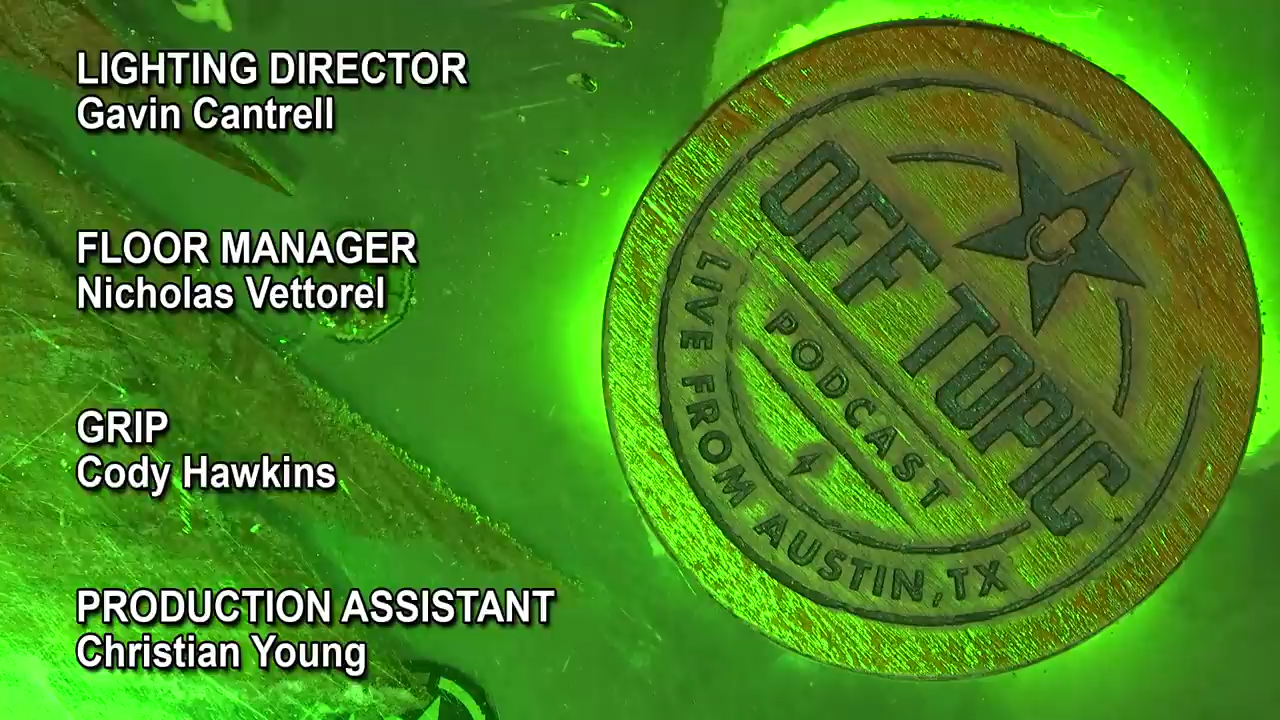 LIGHTING DIRECTOR
Gavin Cantrell
FLOOR MANAGER
Nicholas Vettorel
GRIP
Cody Hawkins
PRODUCTION ASSISTANT
Christian Young
OFF TOPIC
PODCAST
LIVE FROM AUSTIN, TX